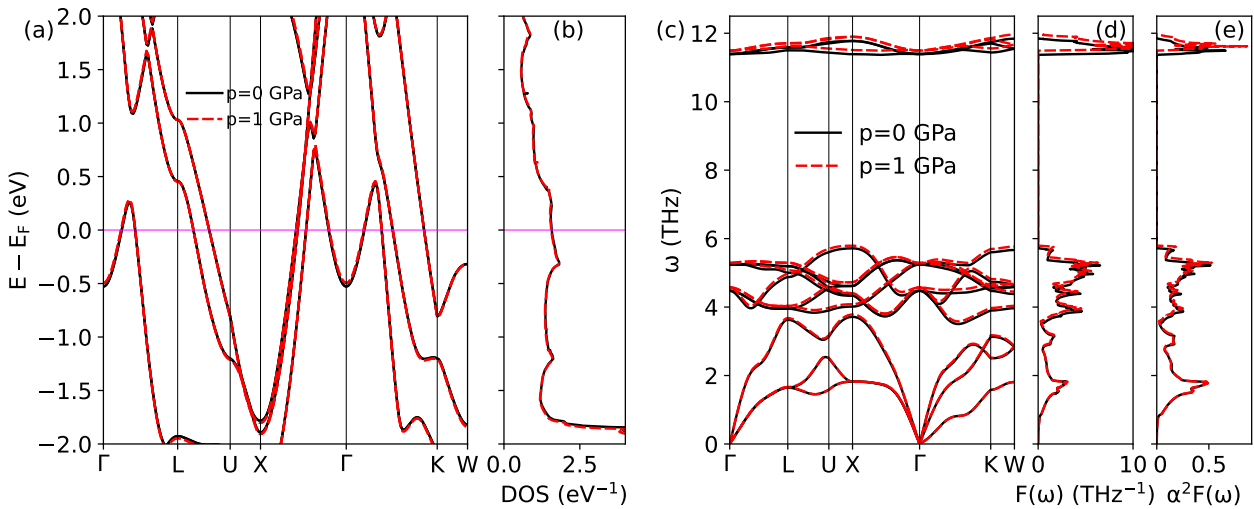 (a)
E − E_F (eV)
2.0
1.5
1.0
0.5
0.0
−0.5
−1.0
−1.5
−2.0
p=0 GPa
p=1 GPa
Γ L U X Γ K W
(b)
0.0 2.5
DOS (eV⁻¹)
(c)
ω (THz)
12
10
8
6
4
2
0
p=0 GPa
p=1 GPa
Γ L U X Γ K W
(d)
0 10
F(ω) (THz⁻¹)
(e)
0 0.5
α²F(ω)